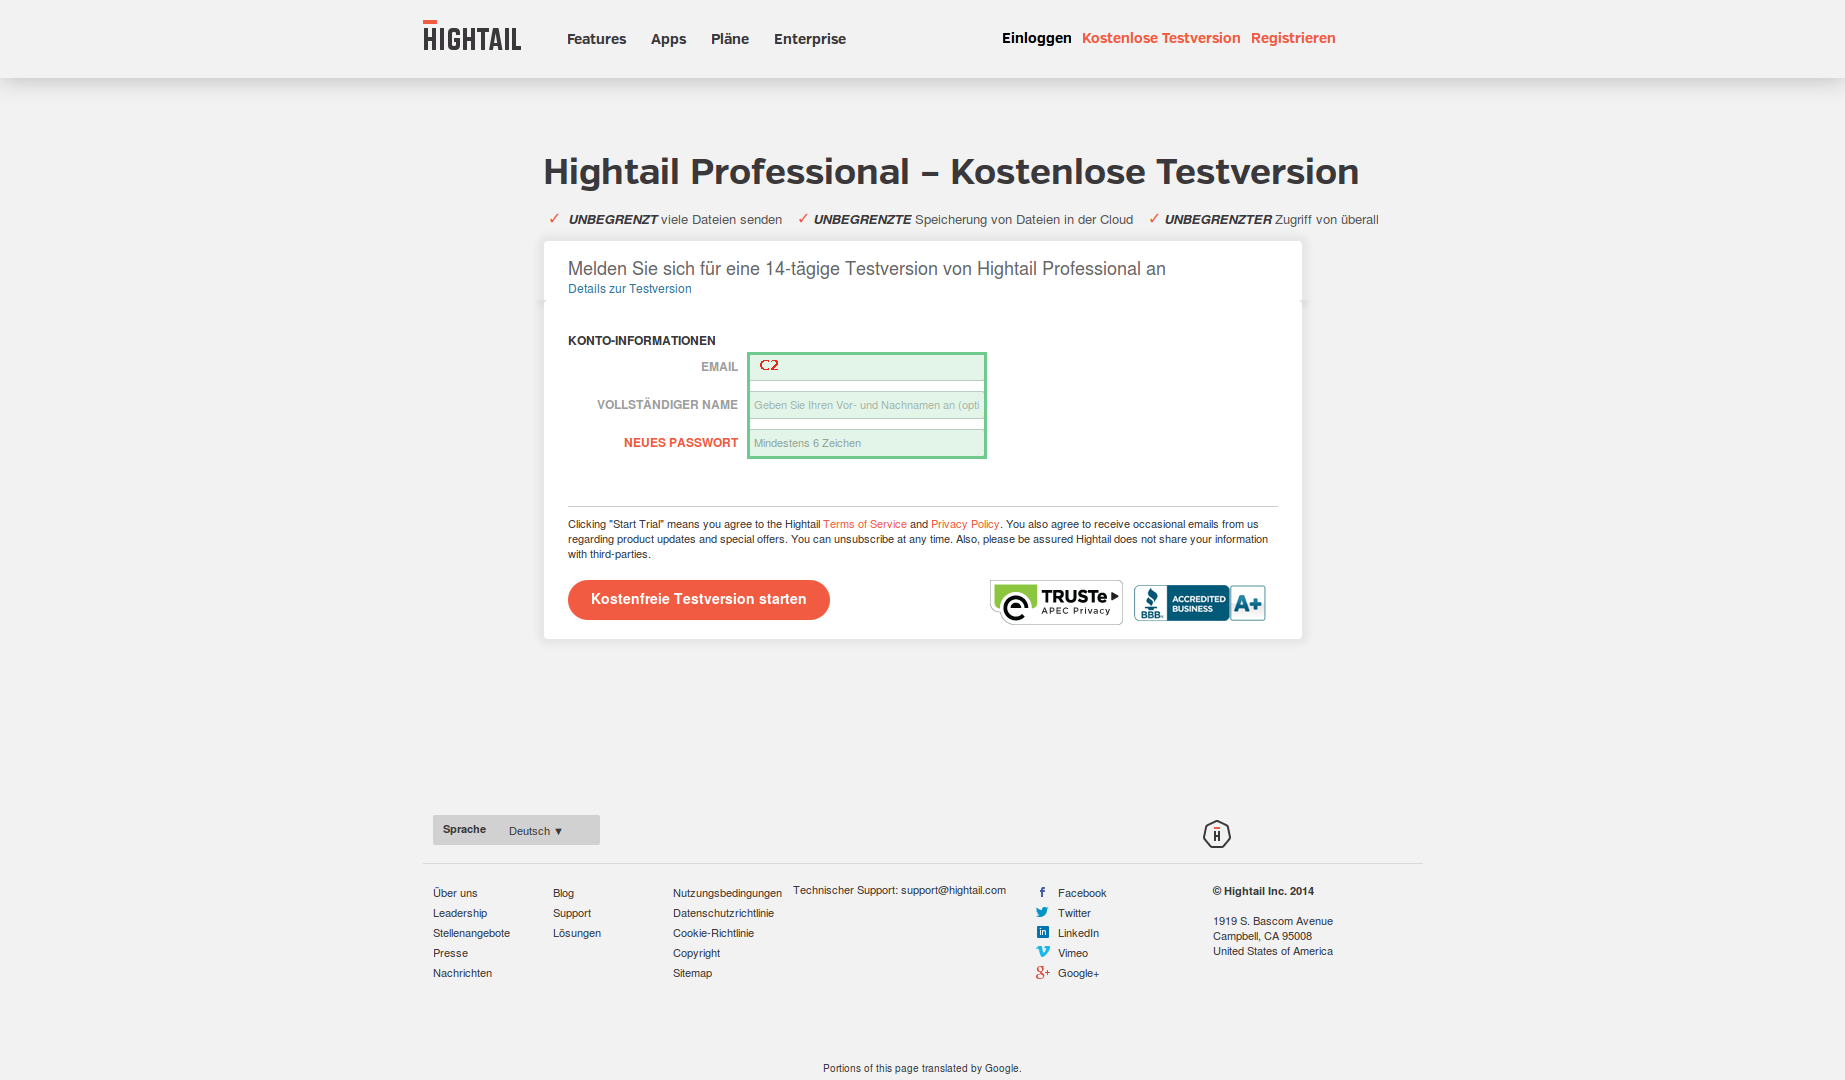 HIGHTAIL
Features Apps Pläne Enterprise
Einloggen Kostenlose Testversion Registrieren
Hightail Professional – Kostenlose Testversion
✓ UNBEGRENZT viele Dateien senden ✓ UNBEGRENZTE Speicherung von Dateien in der Cloud ✓ UNBEGRENZTER Zugriff von überall
Melden Sie sich für eine 14-tägige Testversion von Hightail Professional an
Details zur Testversion
KONTO-INFORMATIONEN
EMAIL C2
VOLLSTÄNDIGER NAME Geben Sie Ihren Vor- und Nachnamen an (opti
NEUES PASSWORT Mindestens 6 Zeichen
Clicking "Start Trial" means you agree to the Hightail Terms of Service and Privacy Policy. You also agree to receive occasional emails from us
regarding product updates and special offers. You can unsubscribe at any time. Also, please be assured Hightail does not share your information
with third-parties.
Kostenfreie Testversion starten
TRUSTe
APEC Privacy
BBB
ACCREDITED
BUSINESS
A+
Sprache Deutsch ▼
H
Über uns
Leadership
Stellenangebote
Presse
Nachrichten
Blog
Support
Lösungen
Nutzungsbedingungen
Datenschutzrichtlinie
Cookie-Richtlinie
Copyright
Sitemap
Technischer Support: support@hightail.com
Facebook
Twitter
LinkedIn
Vimeo
Google+
© Hightail Inc. 2014
1919 S. Bascom Avenue
Campbell, CA 95008
United States of America
Portions of this page translated by Google.